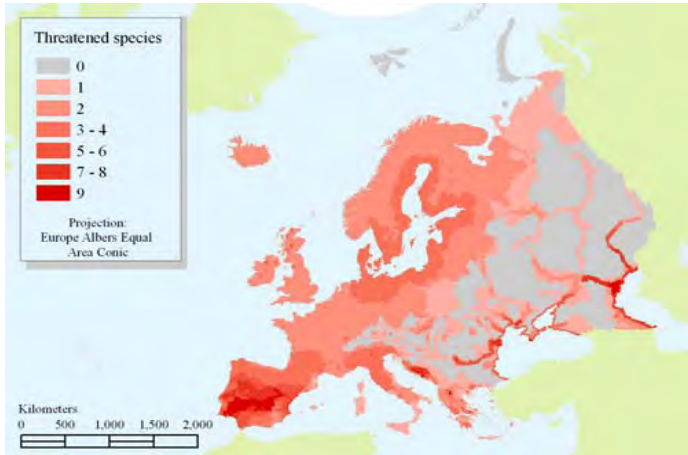 Threatened species
0
1
2
3 - 4
5 - 6
7 - 8
9
Projection:
Europe Albers Equal
Area Conic
Kilometers
0 500 1,000 1,500 2,000